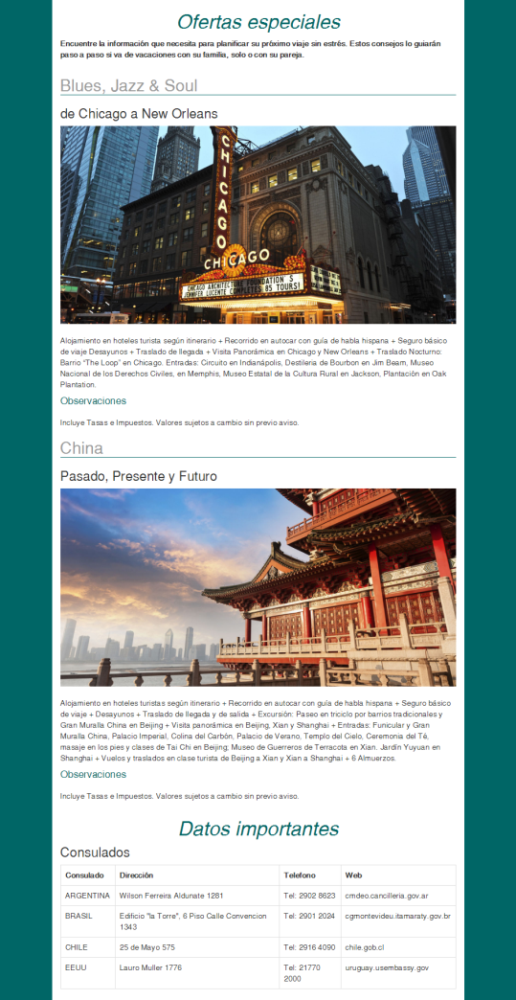 Ofertas especiales
Encuentre la información que necesita para planificar su próximo viaje sin estrés. Estos consejos lo guiarán
paso a paso si va de vacaciones con su familia, solo o con su pareja.
Blues, Jazz & Soul
de Chicago a New Orleans
CHICAGO
CHICAGO
CHICAGO ARCHITECTURE FOUNDATION S
JENNIFER LUCENTE COMPLETES 85 TOURS!
Alojamiento en hoteles turista según itinerario + Recorrido en autocar con guía de habla hispana + Seguro básico
de viaje Desayunos + Traslado de llegada + Visita Panorámica en Chicago y New Orleans + Traslado Nocturno:
Barrio "The Loop" en Chicago. Entradas: Circuito en Indianápolis, Destileria de Bourbon en Jim Beam, Museo
Nacional de los Derechos Civiles, en Memphis, Museo Estatal de la Cultura Rural en Jackson, Plantación en Oak
Plantation.
Observaciones
Incluye Tasas e Impuestos. Valores sujetos a cambio sin previo aviso.
China
Pasado, Presente y Futuro
Alojamiento en hoteles turistas según itinerario + Recorrido en autocar con guía de habla hispana + Seguro básico
de viaje + Desayunos + Traslado de llegada y de salida + Excursión: Paseo en triciclo por barrios tradicionales y
Gran Muralla China en Beijing + Visita panorámica en Beijing, Xian y Shanghai + Entradas: Funicular y Gran
Muralla China, Palacio Imperial, Colina del Carbón, Palacio de Verano, Templo del Cielo, Ceremonia del Té,
masaje en los pies y clases de Tai Chi en Beijing; Museo de Guerreros de Terracota en Xian. Jardín Yuyuan en
Shanghai + Vuelos y traslados en clase turista de Beijing a Xian y Xian a Shanghai + 6 Almuerzos.
Observaciones
Incluye Tasas e Impuestos. Valores sujetos a cambio sin previo aviso.
Datos importantes
Consulados
Consulado Dirección Telefono Web
ARGENTINA Wilson Ferreira Aldunate 1281 Tel: 2902 8623 cmdeo.cancilleria.gov.ar
BRASIL Edificio "la Torre", 6 Piso Calle Convencion Tel: 2901 2024 cgmontevideu.itamaraty.gov.br
1343
CHILE 25 de Mayo 575 Tel: 2916 4090 chile.gob.cl
EEUU Lauro Muller 1776 Tel: 21770 uruguay.usembassy.gov
2000